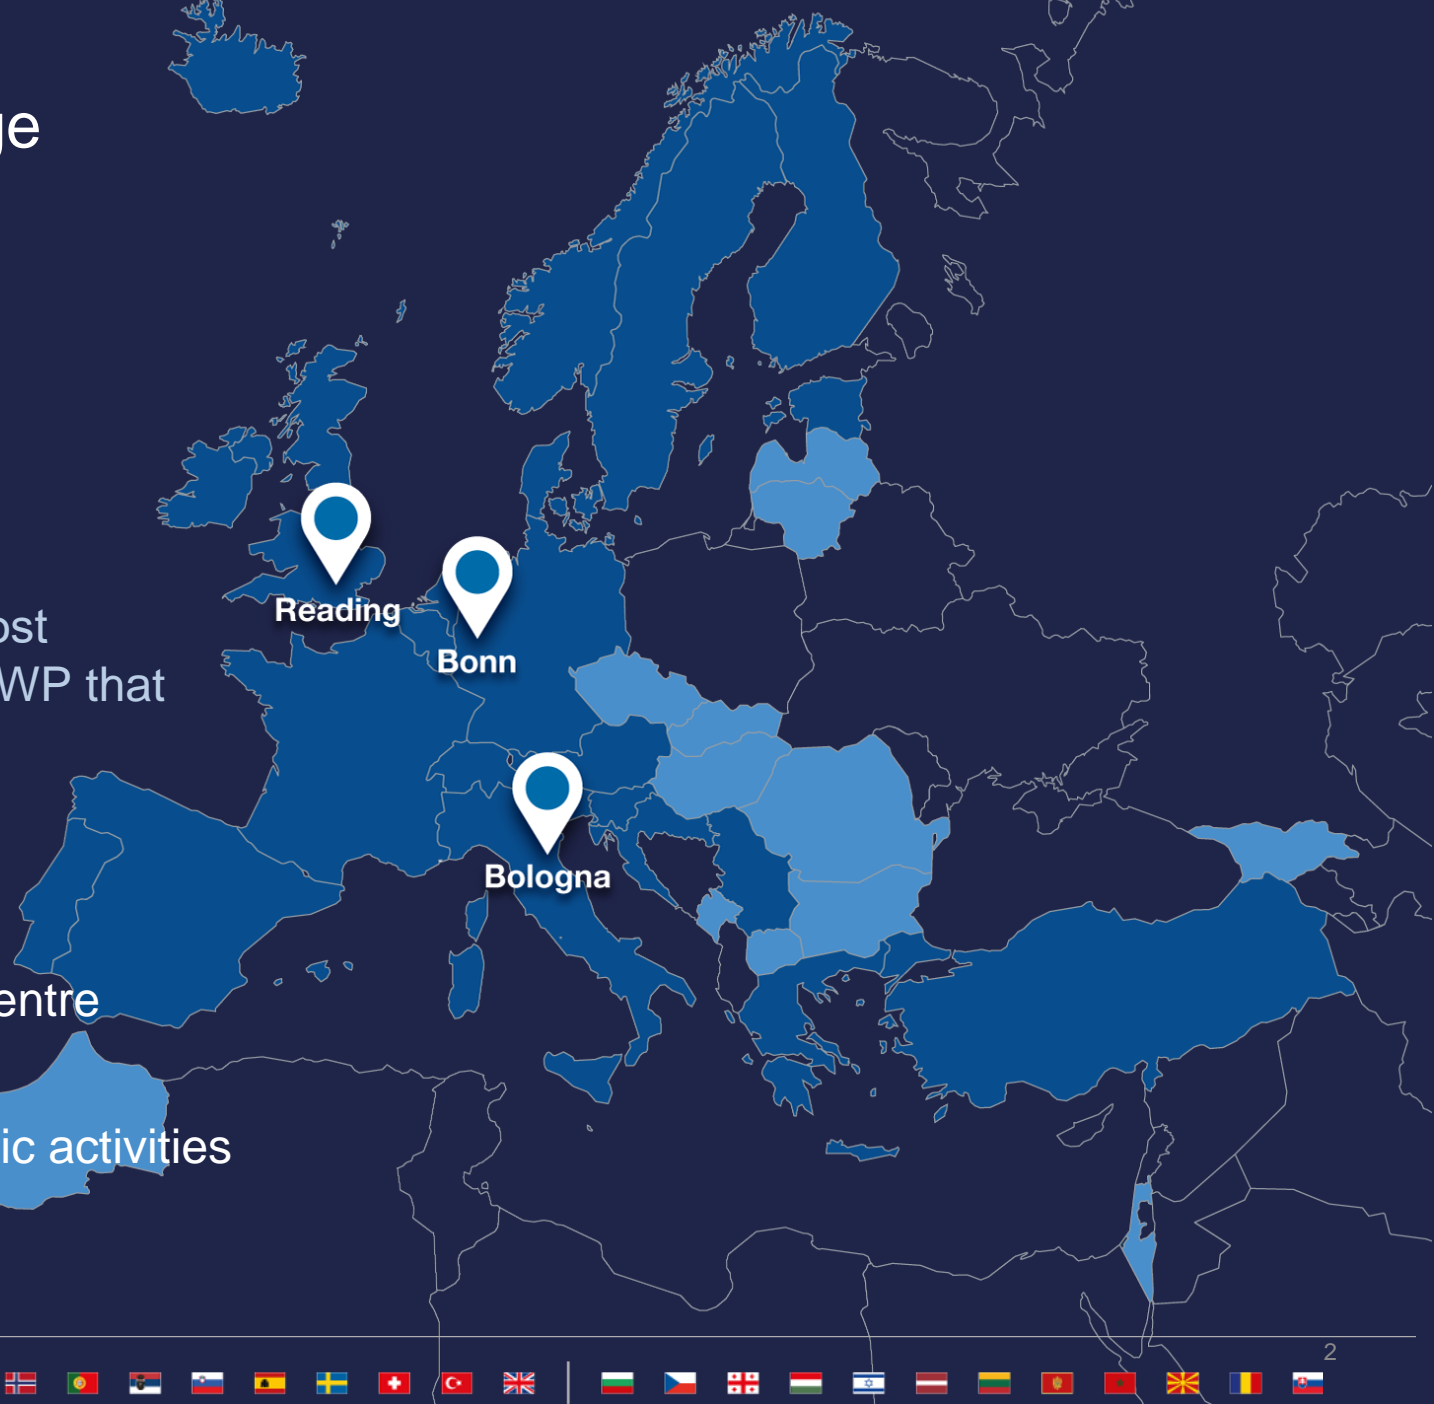 ge
ost
WP that
Reading
Bonn
Bologna
entre
ic activities
2